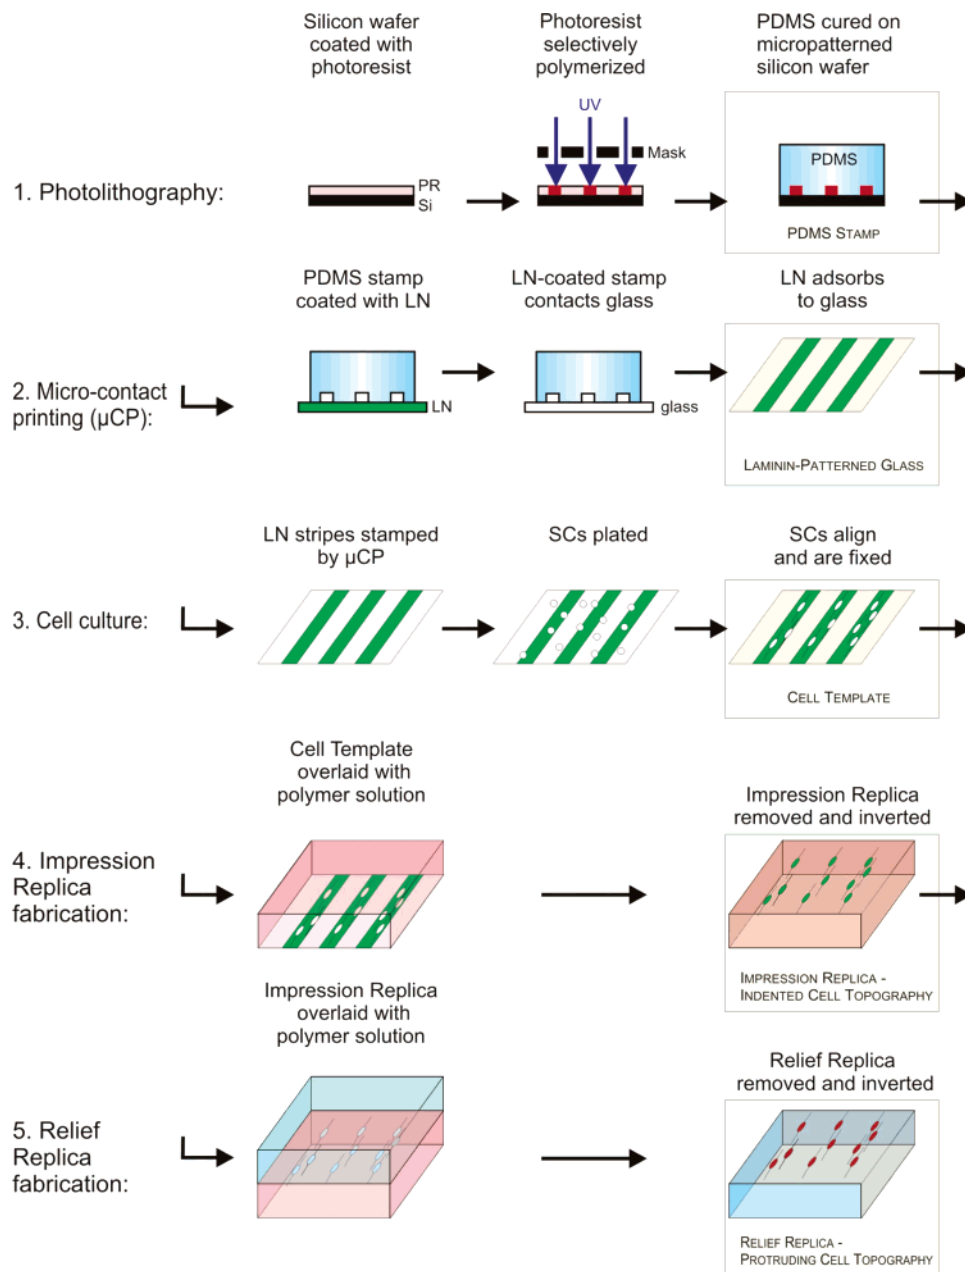 Silicon wafer
coated with
photoresist
Photoresist
selectively
polymerized
PDMS cured on
micropatterned
silicon wafer
UV
Mask
PDMS
1. Photolithography:
PR
Si
PDMS STAMP
PDMS stamp
coated with LN
LN-coated stamp
contacts glass
LN adsorbs
to glass
2. Micro-contact
printing (µCP):
LN
glass
LAMININ-PATTERNED GLASS
LN stripes stamped
by µCP
SCs plated
SCs align
and are fixed
3. Cell culture:
CELL TEMPLATE
Cell Template
overlaid with
polymer solution
Impression Replica
removed and inverted
4. Impression
Replica
fabrication:
IMPRESSION REPLICA -
INDENTED CELL TOPOGRAPHY
Impression Replica
overlaid with
polymer solution
Relief Replica
removed and inverted
5. Relief
Replica
fabrication:
RELIEF REPLICA -
PROTRUDING CELL TOPOGRAPHY